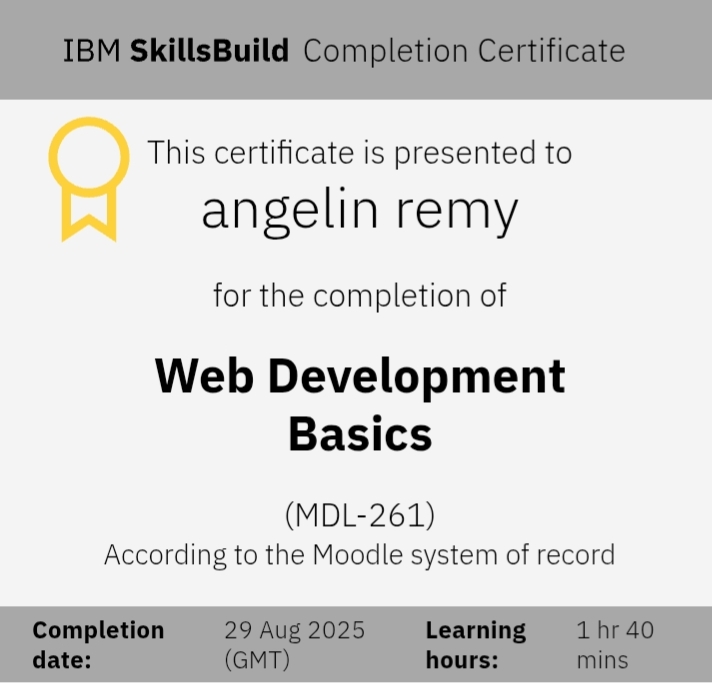 IBM SkillsBuild Completion Certificate
This certificate is presented to
angelin remy
for the completion of
Web Development
Basics
(MDL-261)
According to the Moodle system of record
Completion date: 29 Aug 2025 (GMT) Learning hours: 1 hr 40 mins